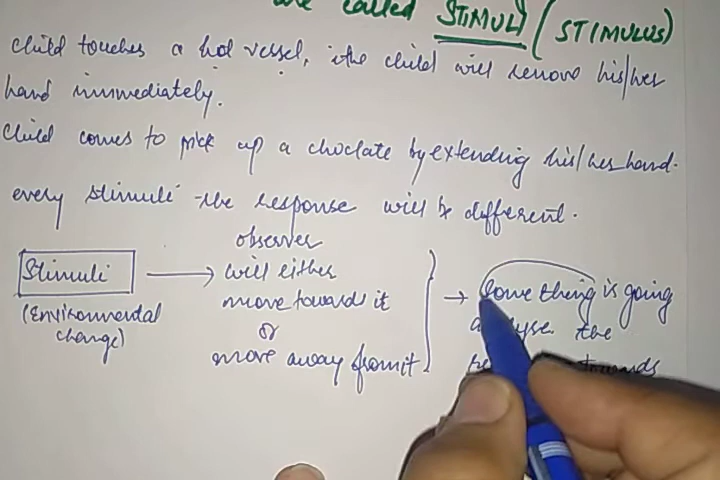 are called STIMULI (STIMULUS)
child touches a hot vessel, the child will remove his/her
hand immediately.
Child comes to pick up a choclate by extending his/her hand.
every stimuli the response will be different.
Stimuli
(Environmental
change)
observer
will either
move towards it
or
move away from it
Something is going
the
towards